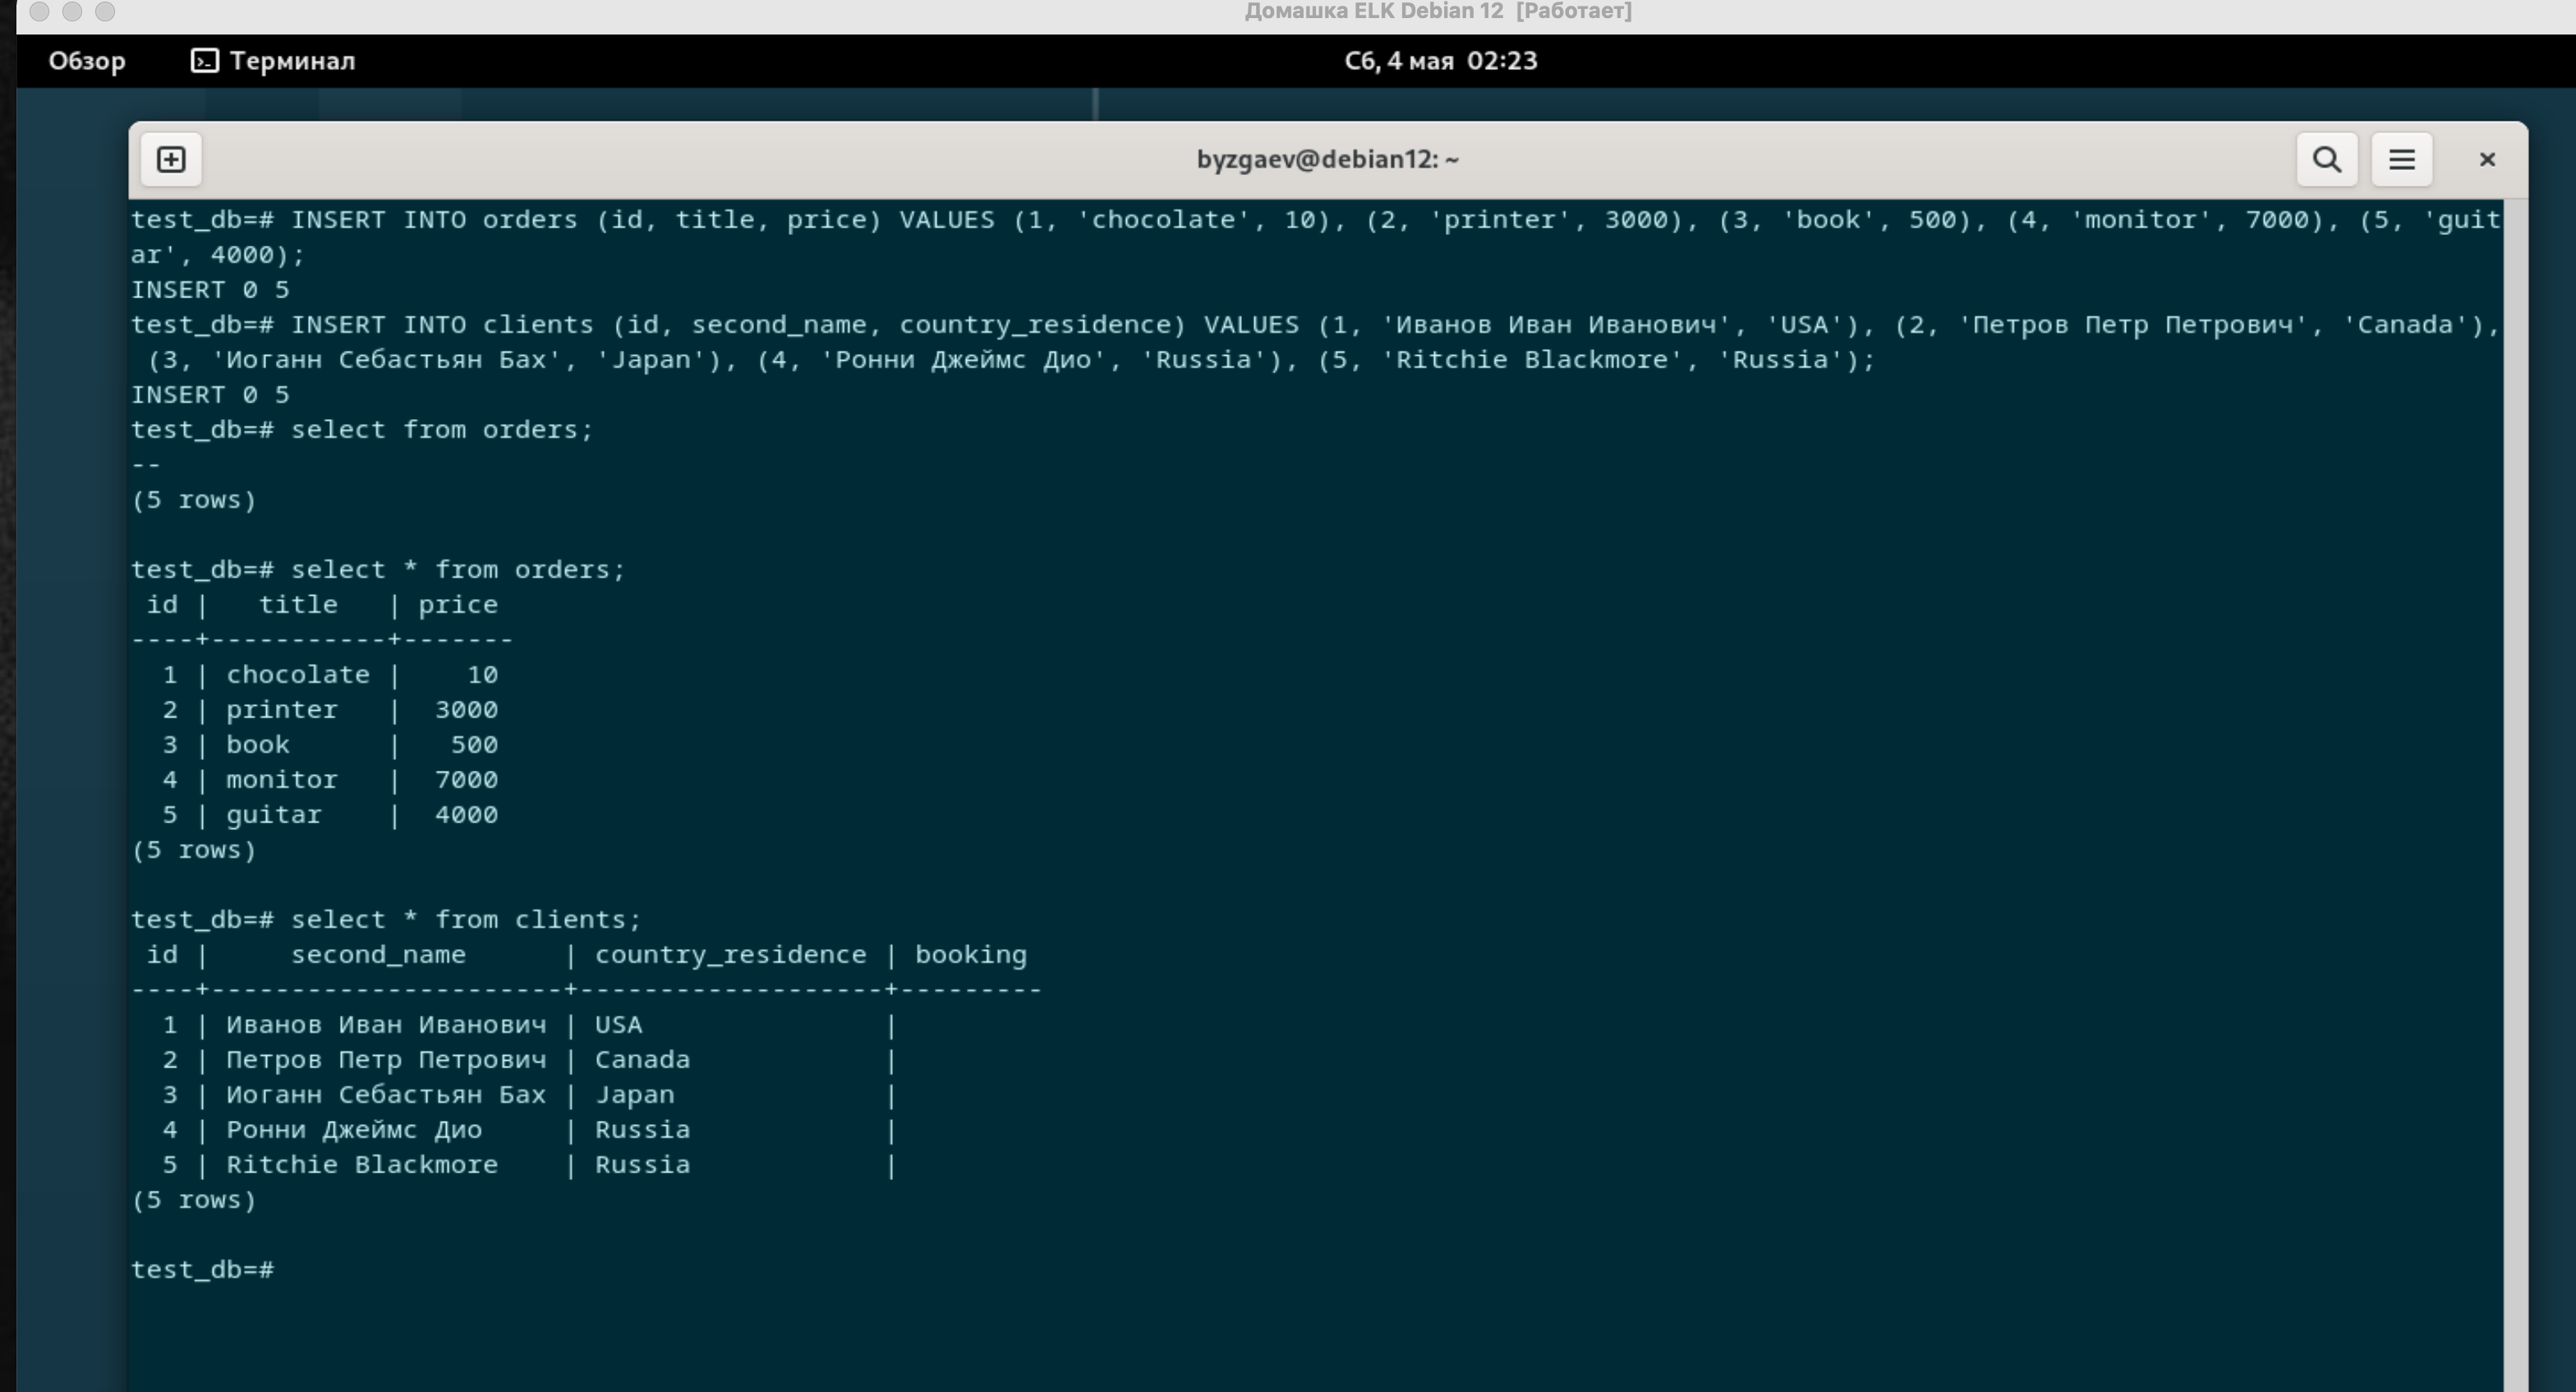 Домашка ELK Debian 12 [Работает]
Обзор Терминал Сб, 4 мая 02:23
byzgaev@debian12: ~
test_db=# INSERT INTO orders (id, title, price) VALUES (1, 'chocolate', 10), (2, 'printer', 3000), (3, 'book', 500), (4, 'monitor', 7000), (5, 'guit
ar', 4000);
INSERT 0 5
test_db=# INSERT INTO clients (id, second_name, country_residence) VALUES (1, 'Иванов Иван Иванович', 'USA'), (2, 'Петров Петр Петрович', 'Canada'),
 (3, 'Иоганн Себастьян Бах', 'Japan'), (4, 'Ронни Джеймс Дио', 'Russia'), (5, 'Ritchie Blackmore', 'Russia');
INSERT 0 5
test_db=# select from orders;
--
(5 rows)
test_db=# select * from orders;
 id |   title   | price
----+-----------+-------
  1 | chocolate |    10
  2 | printer   |  3000
  3 | book      |   500
  4 | monitor   |  7000
  5 | guitar    |  4000
(5 rows)
test_db=# select * from clients;
 id |     second_name      | country_residence | booking
----+----------------------+-------------------+---------
  1 | Иванов Иван Иванович | USA               |
  2 | Петров Петр Петрович | Canada            |
  3 | Иоганн Себастьян Бах | Japan             |
  4 | Ронни Джеймс Дио     | Russia            |
  5 | Ritchie Blackmore    | Russia            |
(5 rows)
test_db=#